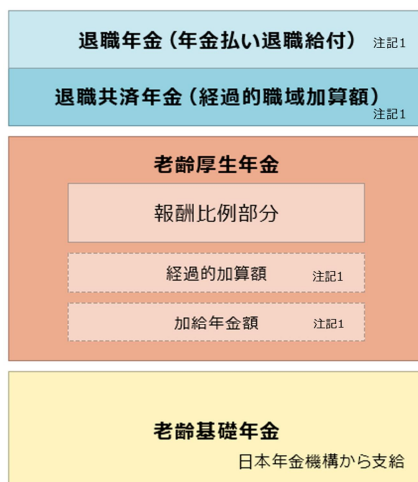 退職年金（年金払い退職給付） 注記1
退職共済年金（経過的職域加算額）
注記1
老齢厚生年金
報酬比例部分
経過的加算額 注記1
加給年金額 注記1
老齢基礎年金
日本年金機構から支給